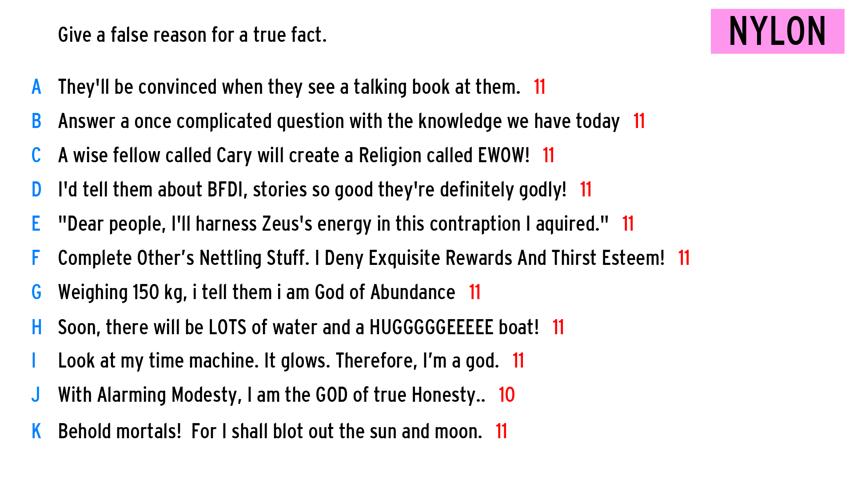 Give a false reason for a true fact.
NYLON
A They'll be convinced when they see a talking book at them. 11
B Answer a once complicated question with the knowledge we have today 11
C A wise fellow called Cary will create a Religion called EWOW! 11
D I'd tell them about BFDI, stories so good they're definitely godly! 11
E "Dear people, I'll harness Zeus's energy in this contraption I aquired." 11
F Complete Other’s Nettling Stuff. I Deny Exquisite Rewards And Thirst Esteem! 11
G Weighing 150 kg, i tell them i am God of Abundance 11
H Soon, there will be LOTS of water and a HUGGGGGEEEEE boat! 11
I Look at my time machine. It glows. Therefore, I’m a god. 11
J With Alarming Modesty, I am the GOD of true Honesty.. 10
K Behold mortals! For I shall blot out the sun and moon. 11